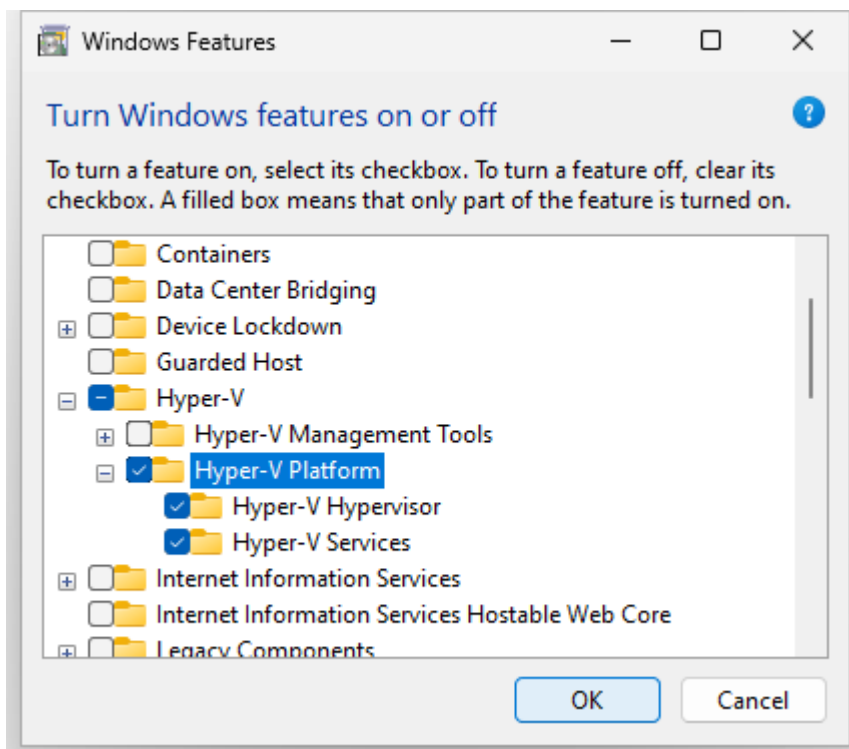 Windows Features
Turn Windows features on or off
?
To turn a feature on, select its checkbox. To turn a feature off, clear its
checkbox. A filled box means that only part of the feature is turned on.
Containers
Data Center Bridging
Device Lockdown
Guarded Host
Hyper-V
Hyper-V Management Tools
Hyper-V Platform
Hyper-V Hypervisor
Hyper-V Services
Internet Information Services
Internet Information Services Hostable Web Core
Legacy Components
OK
Cancel